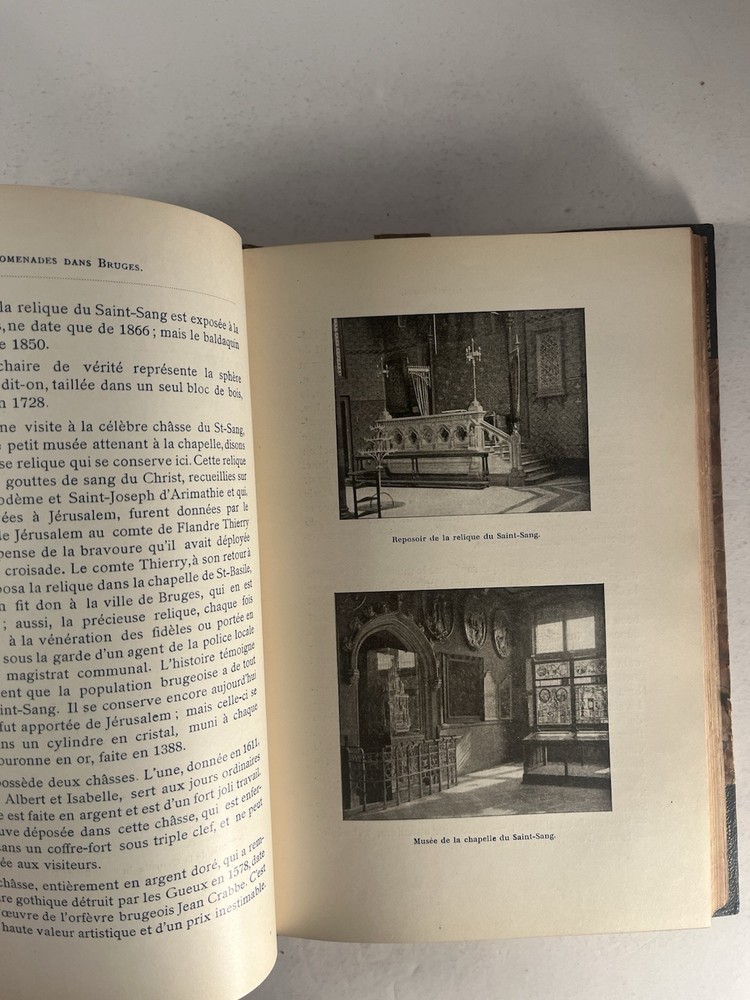 OMENADES DANS BRUGES.
la relique du Saint-Sang est exposée à la
, ne date que de 1866 ; mais le baldaquin
e 1850.
chaire de vérité représente la sphère
dit-on, taillée dans un seul bloc de bois,
n 1728.
ne visite à la célèbre châsse du St-Sang,
petit musée attenant à la chapelle, disons
se relique qui se conserve ici. Cette relique
gouttes de sang du Christ, recueillies sur
odème et Saint-Joseph d'Arimathie et qui,
ées à Jérusalem, furent données par le
de Jérusalem au comte de Flandre Thierry
pense de la bravoure qu'il avait déployée
croisade. Le comte Thierry, à son retour à
posa la relique dans la chapelle de St-Basile,
n fit don à la ville de Bruges, qui en est
; aussi, la précieuse relique, chaque fois
à la vénération des fidèles ou portée en
sous la garde d'un agent de la police locale
magistrat communal. L'histoire témoigne
ent que la population brugeoise a de tout
int-Sang. Il se conserve encore aujourd'hui
fut apportée de Jérusalem ; mais celle-ci se
ns un cylindre en cristal, muni à chaque
ouronne en or, faite en 1388.
ossède deux châsses. L'une, donnée en 1611,
Albert et Isabelle, sert aux jours ordinaires
e est faite en argent et est d'un fort joli travail.
uve déposée dans cette châsse, qui est enfer-
ans un coffre-fort sous triple clef, et ne peut
ée aux visiteurs.
châsse, entièrement en argent doré, qui a rem-
re gothique détruit par les Gueux en 1578, date
œuvre de l'orfèvre brugeois Jean Crabbe. C'est
haute valeur artistique et d'un prix inestimable.
Reposoir de la relique du Saint-Sang.
Musée de la chapelle du Saint-Sang.